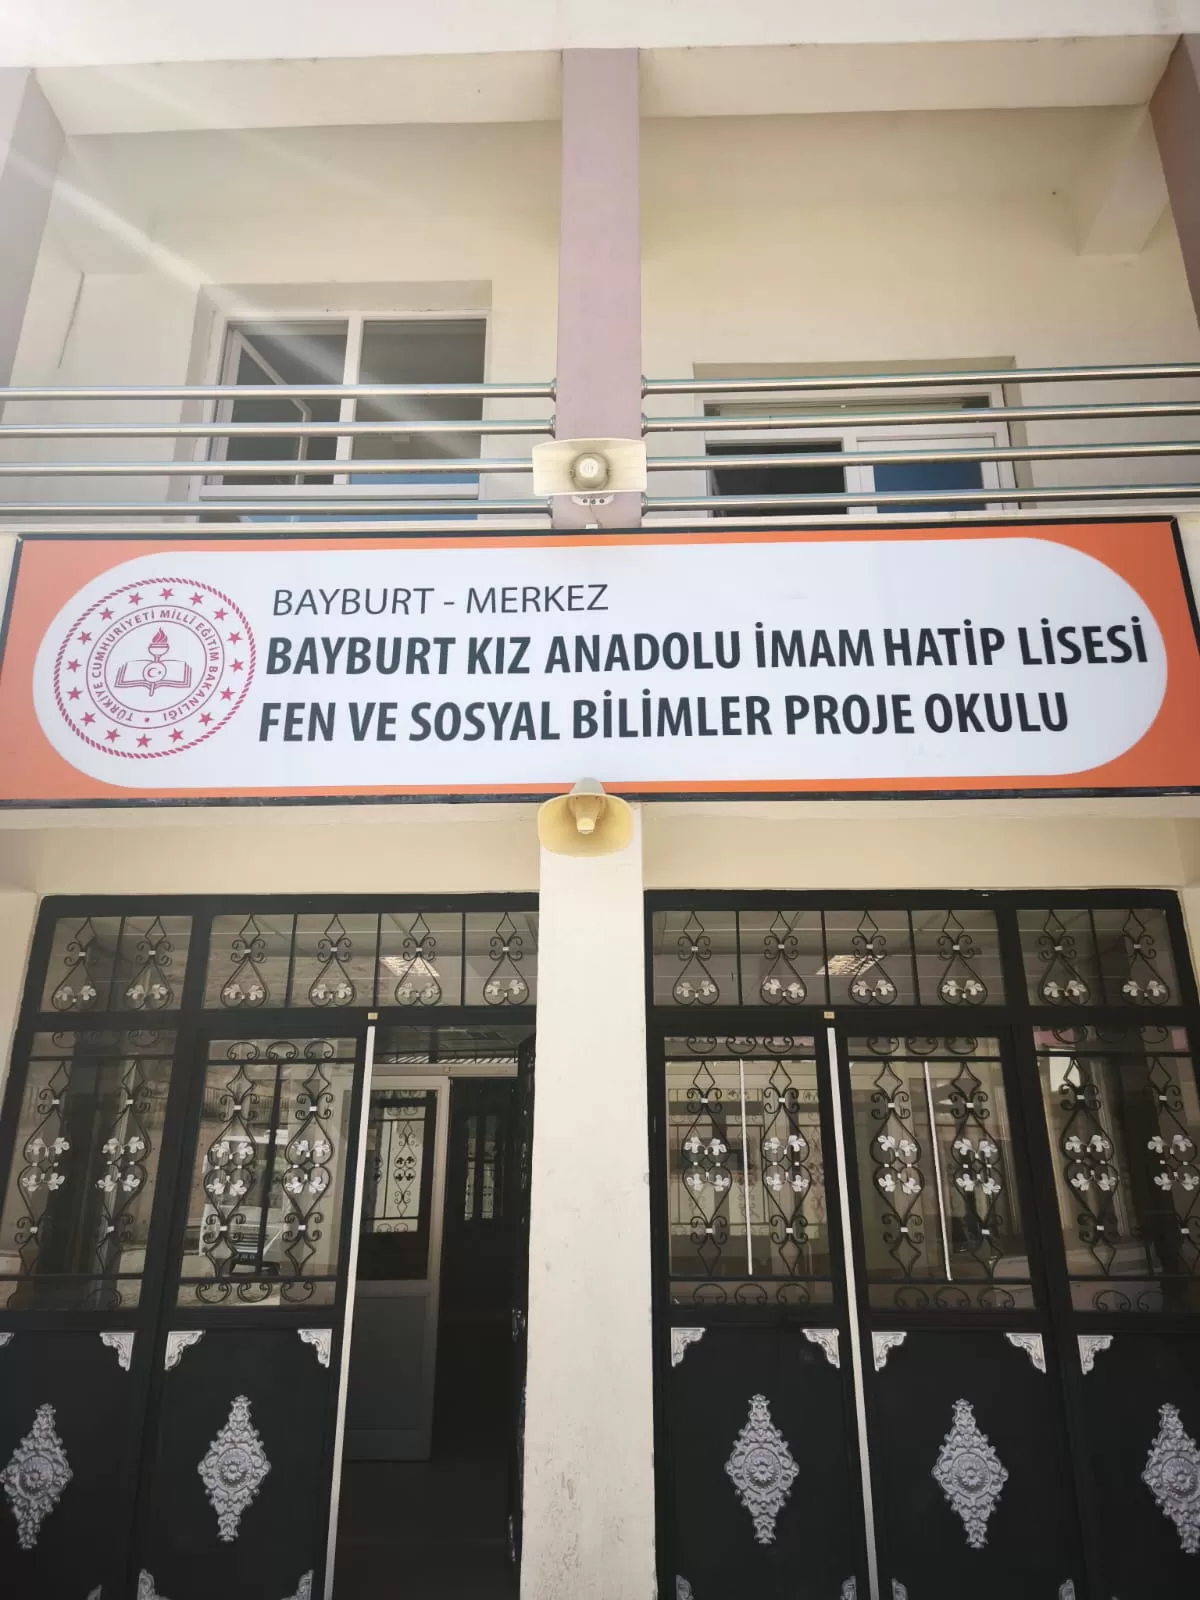 TÜRKİYE CUMHURİYETİ MİLLÎ EĞİTİM BAKANLIĞI
BAYBURT - MERKEZ
BAYBURT KIZ ANADOLU İMAM HATİP LİSESİ
FEN VE SOSYAL BİLİMLER PROJE OKULU